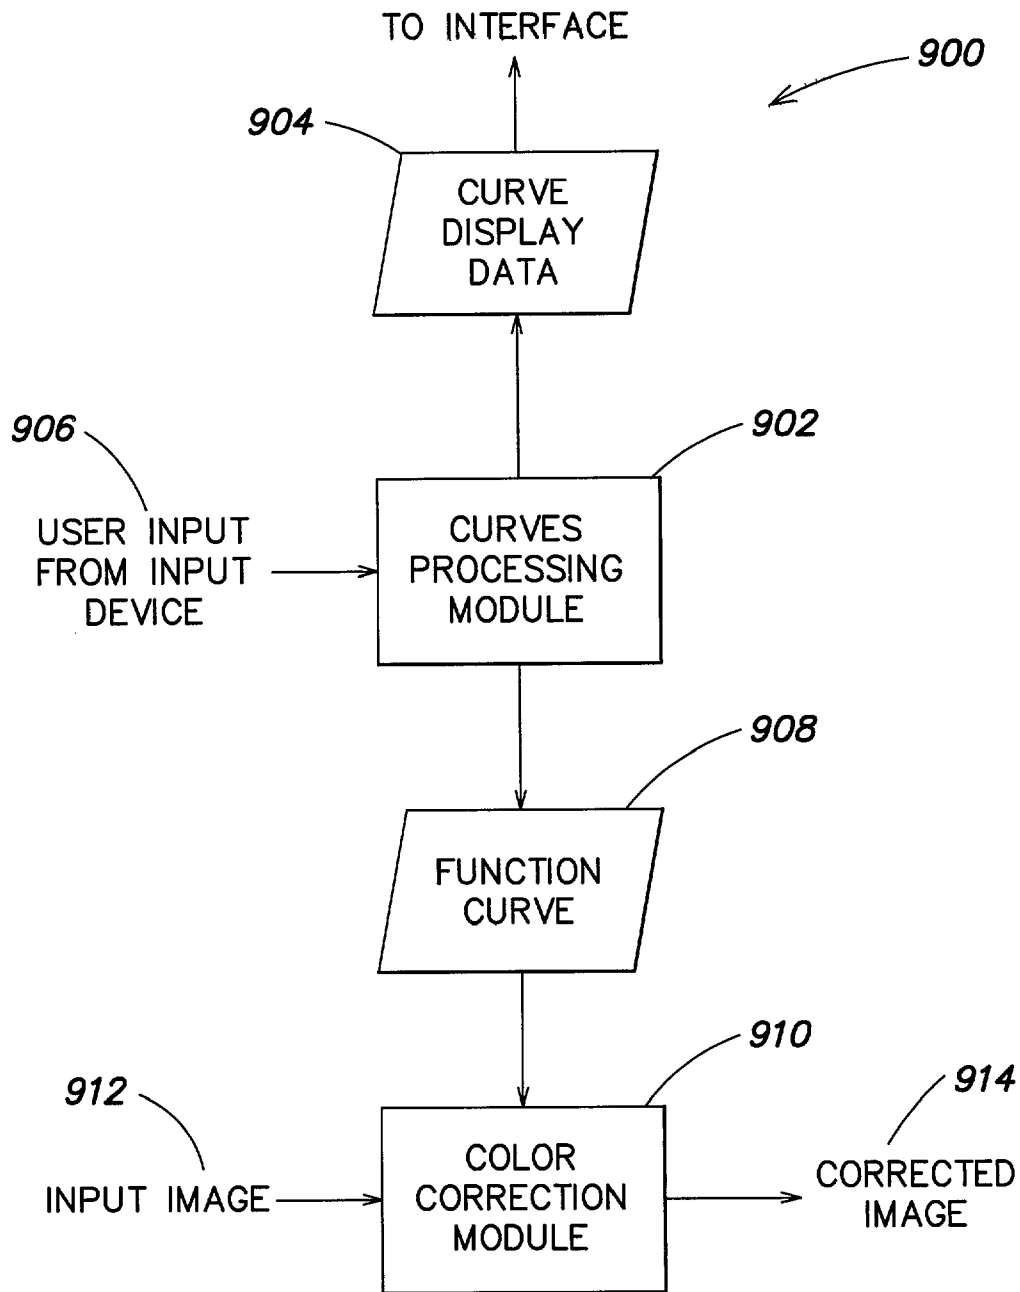 TO INTERFACE
900
904
CURVE
DISPLAY
DATA
906
902
USER INPUT
FROM INPUT
DEVICE
CURVES
PROCESSING
MODULE
908
FUNCTION
CURVE
910
912
914
INPUT IMAGE
COLOR
CORRECTION
MODULE
CORRECTED
IMAGE